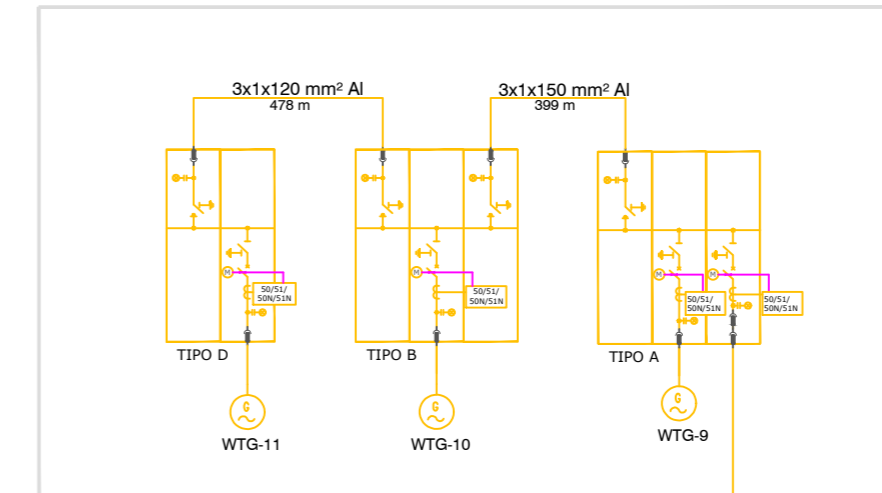 3x1x120 mm² Al
478 m
3x1x150 mm² Al
399 m
M
50/51/
50N/51N
M
50/51/
50N/51N
M
50/51/
50N/51N
M
50/51/
50N/51N
TIPO D
TIPO B
TIPO A
G
WTG-11
G
WTG-10
G
WTG-9